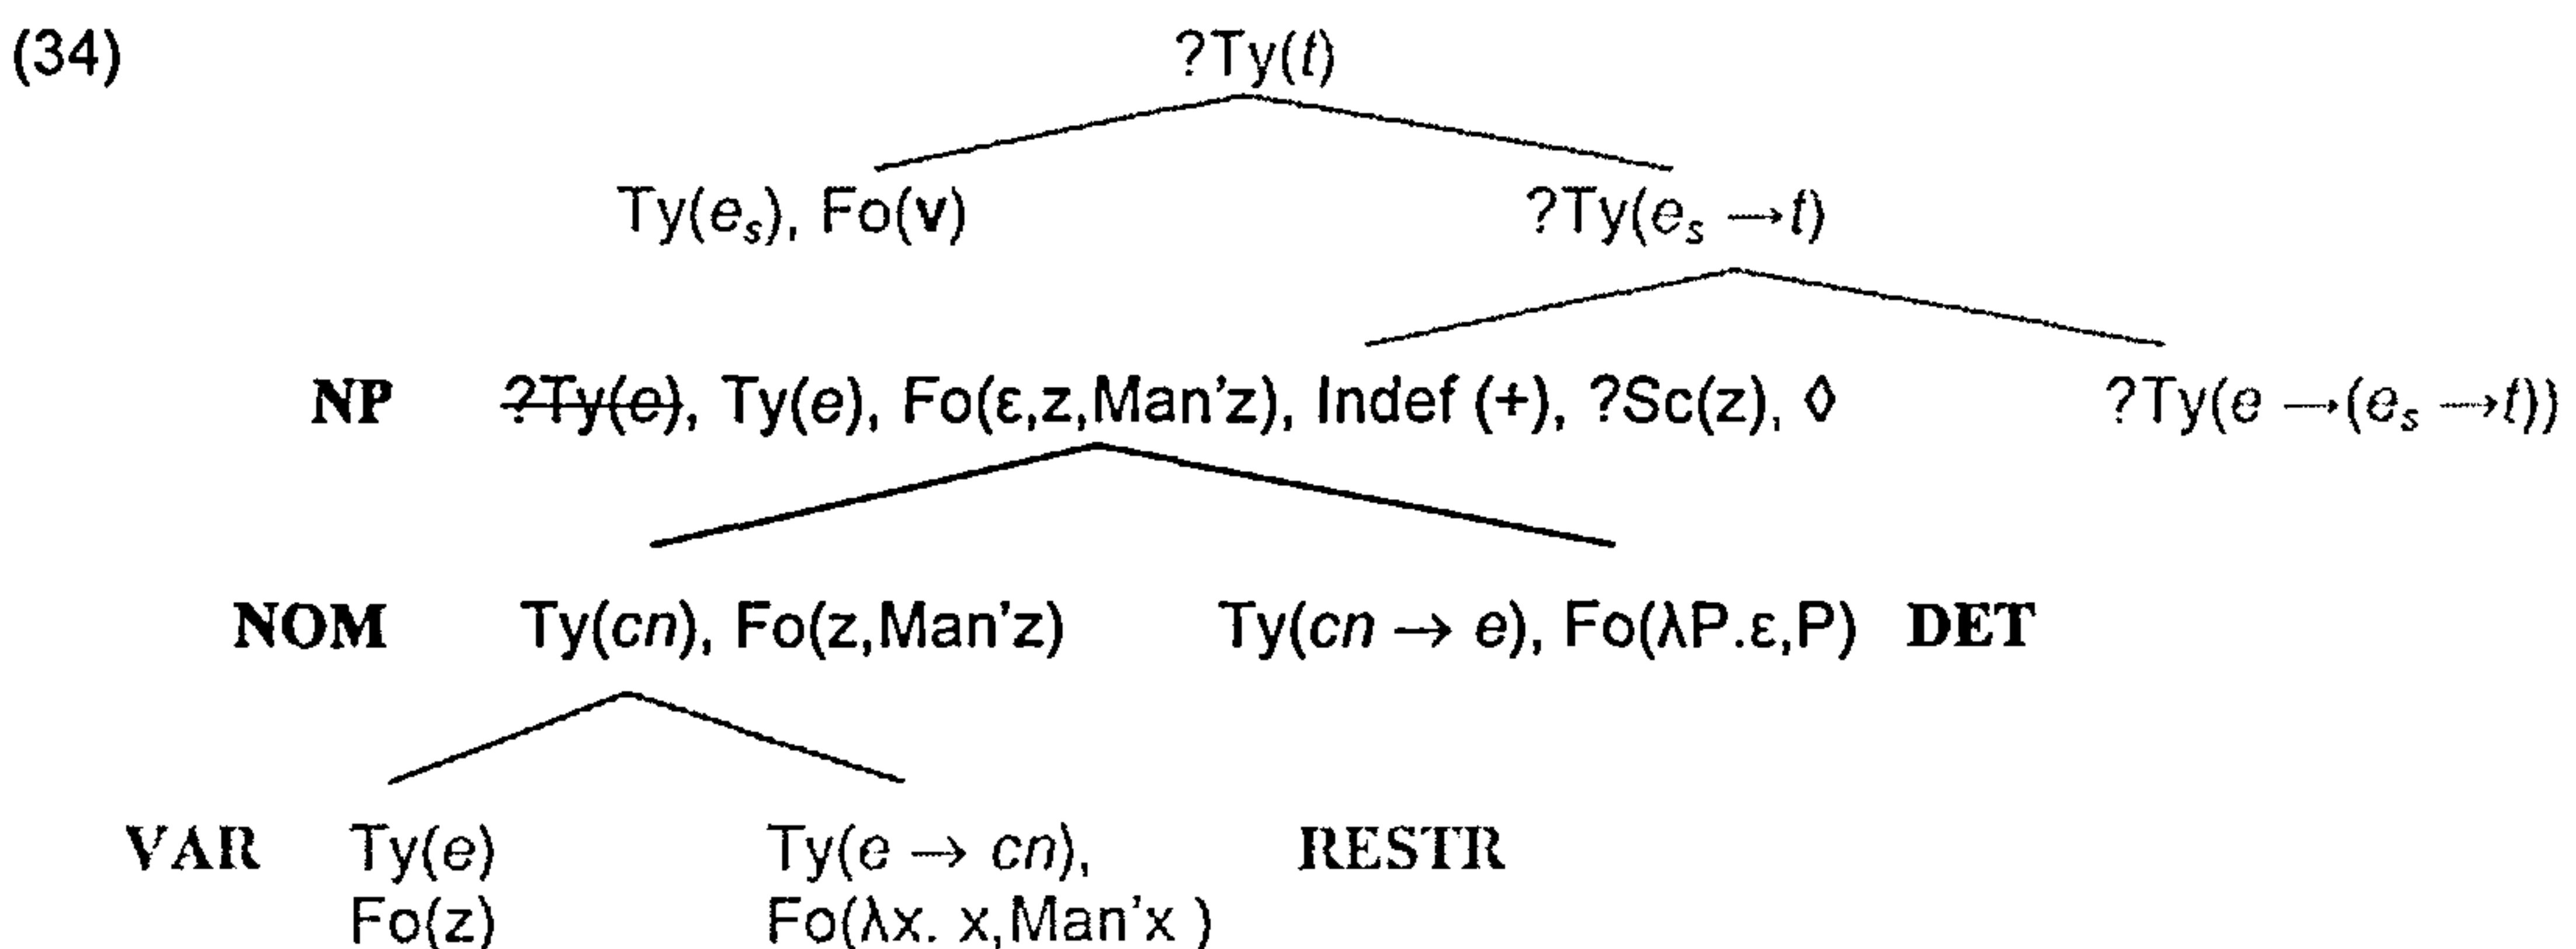 (34) ?Ty(t)
Ty(eₛ), Fo(v) ?Ty(eₛ →t)
NP ?Ty(e), Ty(e), Fo(ε,z,Man'z), Indef (+), ?Sc(z), ◊ ?Ty(e →(eₛ →t))
NOM Ty(cn), Fo(z,Man'z) Ty(cn → e), Fo(λP.ε,P) DET
VAR Ty(e) Ty(e → cn), RESTR
Fo(z) Fo(λx. x,Man'x )